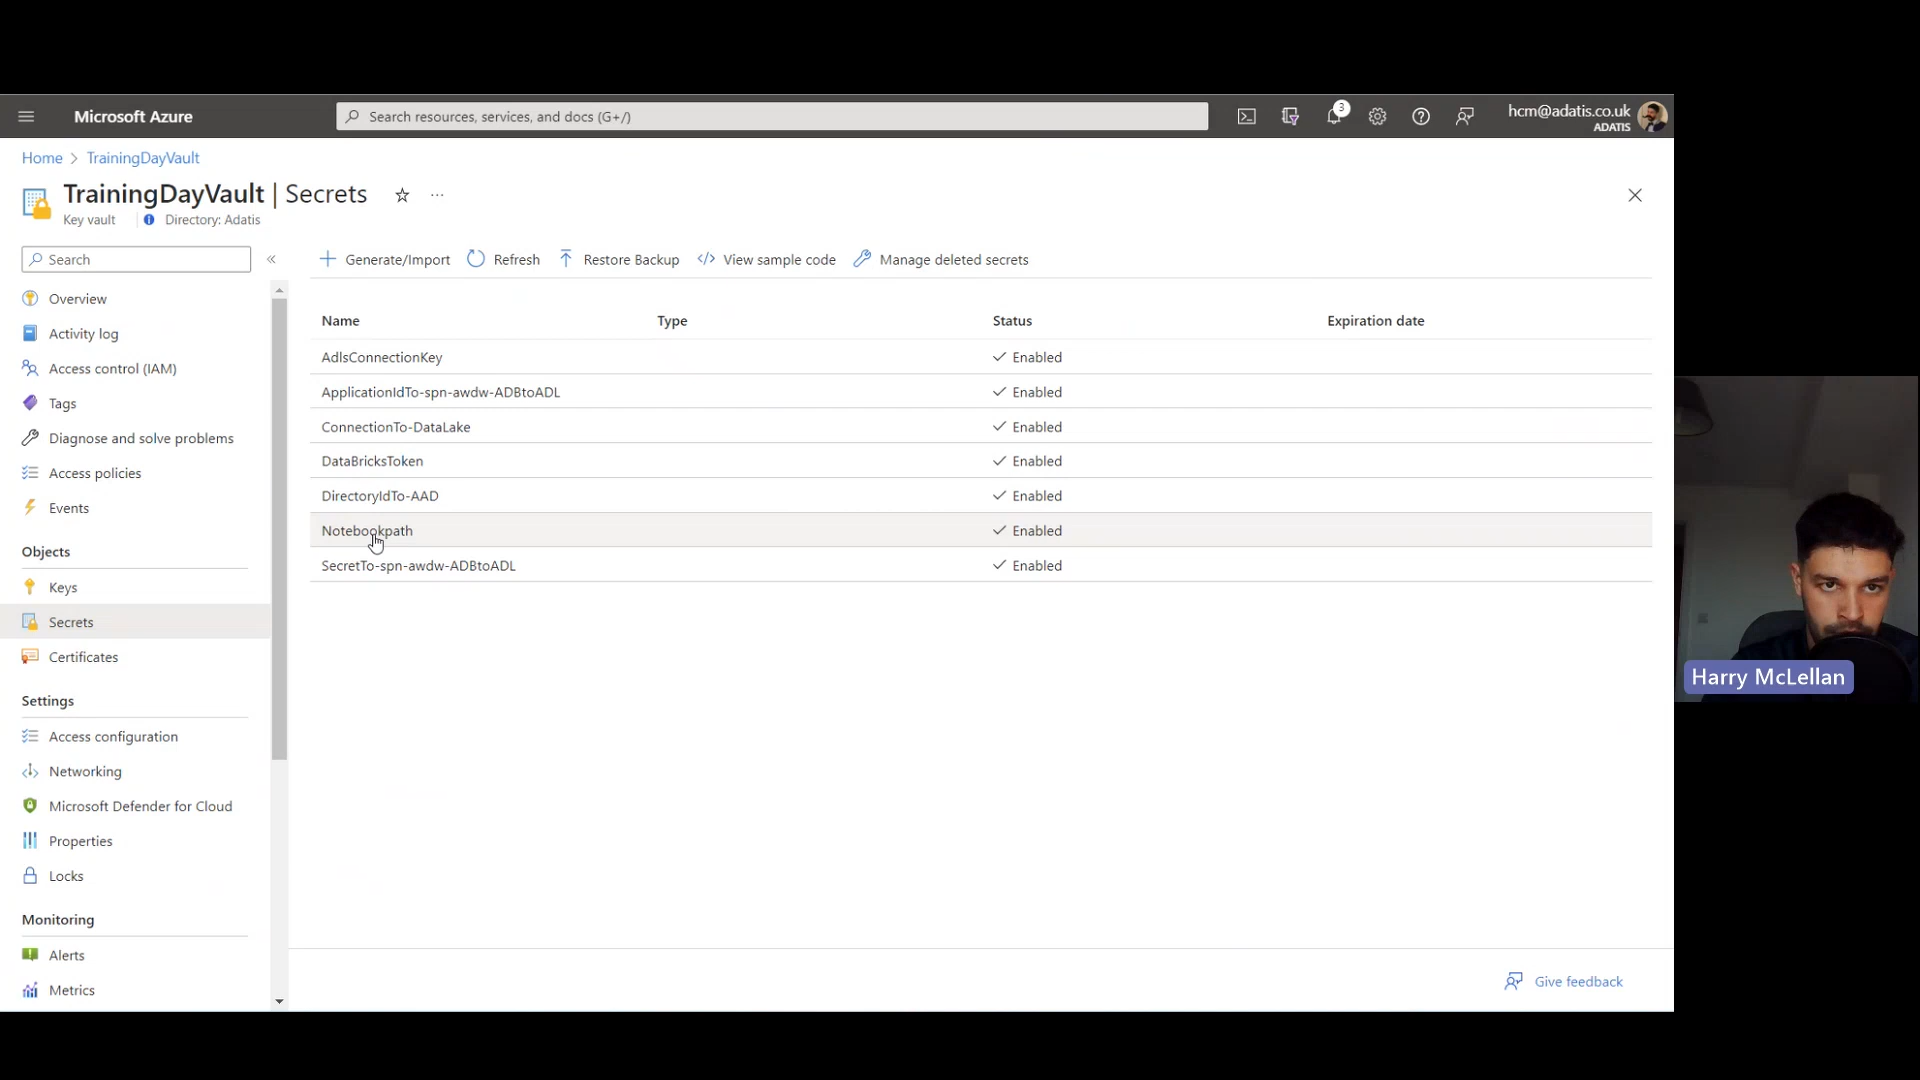 Microsoft Azure
Search resources, services, and docs (G+/)
3
hcm@adatis.co.uk
ADATIS
Home > TrainingDayVault
TrainingDayVault | Secrets
Key vault
Directory: Adatis
Search
Generate/Import
Refresh
Restore Backup
View sample code
Manage deleted secrets
Overview
Activity log
Access control (IAM)
Tags
Diagnose and solve problems
Access policies
Events
Objects
Keys
Secrets
Certificates
Settings
Access configuration
Networking
Microsoft Defender for Cloud
Properties
Locks
Monitoring
Alerts
Metrics
Name Type Status Expiration date
AdlsConnectionKey Enabled
ApplicationIdTo-spn-awdw-ADBtoADL Enabled
ConnectionTo-DataLake Enabled
DataBricksToken Enabled
DirectoryIdTo-AAD Enabled
Notebookpath Enabled
SecretTo-spn-awdw-ADBtoADL Enabled
Give feedback
Harry McLellan